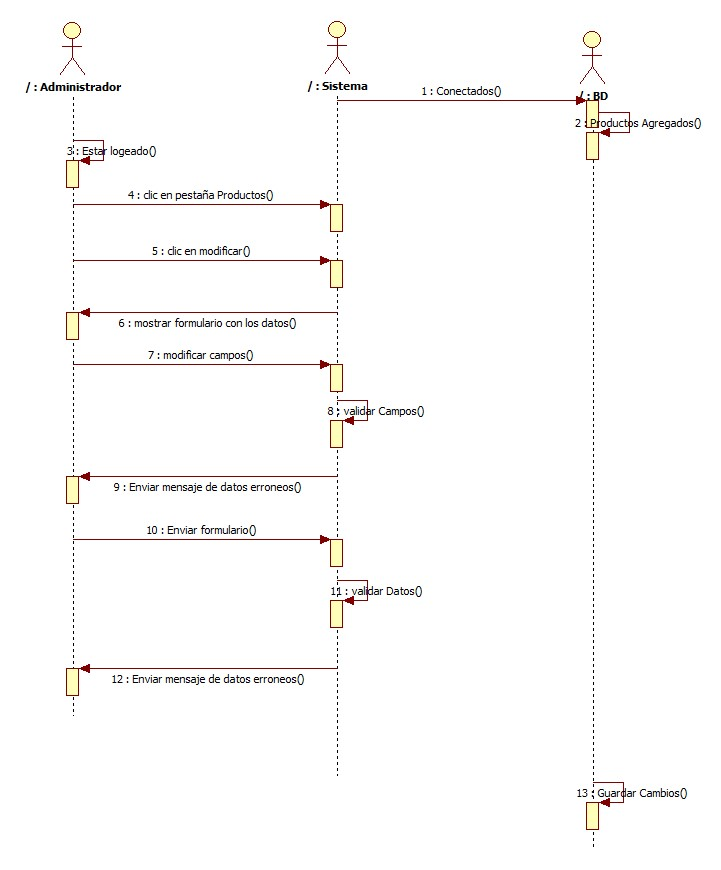 / : Administrador
/ : Sistema
/ : BD
1 : Conectados()
2 : Productos Agregados()
3 : Estar logeado()
4 : clic en pestaña Productos()
5 : clic en modificar()
6 : mostrar formulario con los datos()
7 : modificar campos()
8 : validar Campos()
9 : Enviar mensaje de datos erroneos()
10 : Enviar formulario()
11 : validar Datos()
12 : Enviar mensaje de datos erroneos()
13 : Guardar Cambios()